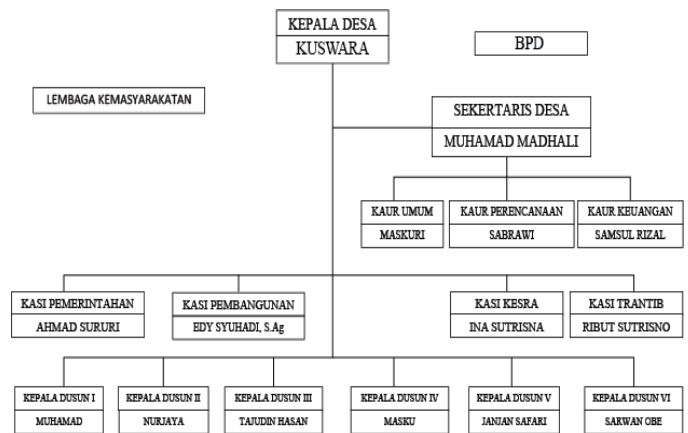 KEPALA DESA
KUSWARA
BPD
LEMBAGA KEMASYARAKATAN
SEKERTARIS DESA
MUHAMAD MADHALI
KAUR UMUM
MASKURI
KAUR PERENCANAAN
SABRAWI
KAUR KEUANGAN
SAMSUL RIZAL
KASI PEMERINTAHAN
AHMAD SURURI
KASI PEMBANGUNAN
EDY SYUHADI, S.Ag
KASI KESRA
INA SUTRISNA
KASI TRANTIB
RIBUT SUTRISNO
KEPALA DUSUN I
MUHAMAD
KEPALA DUSUN II
NURJAYA
KEPALA DUSUN III
TAJUDIN HASAN
KEPALA DUSUN IV
MASKU
KEPALA DUSUN V
JANJAN SAFARI
KEPALA DUSUN VI
SARWAN OBE